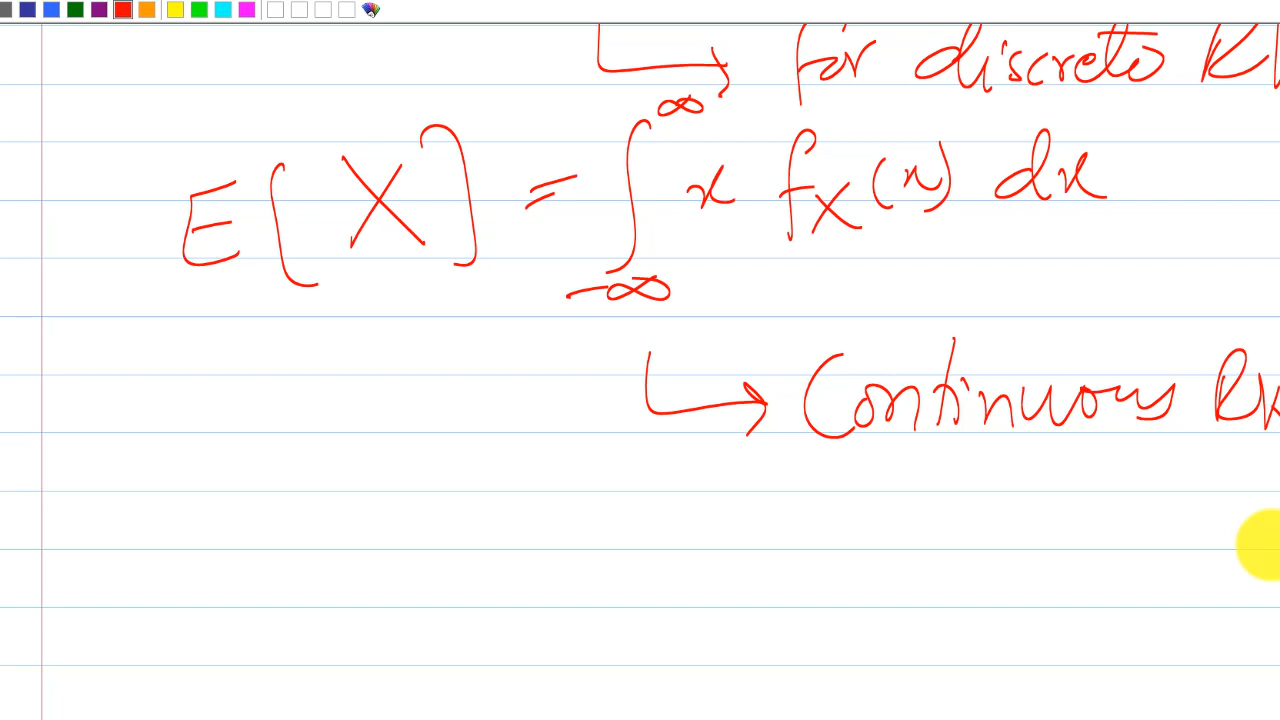 for discrete
E[X] = ∫_{-∞}^{∞} x f_X(x) dx
Continuous